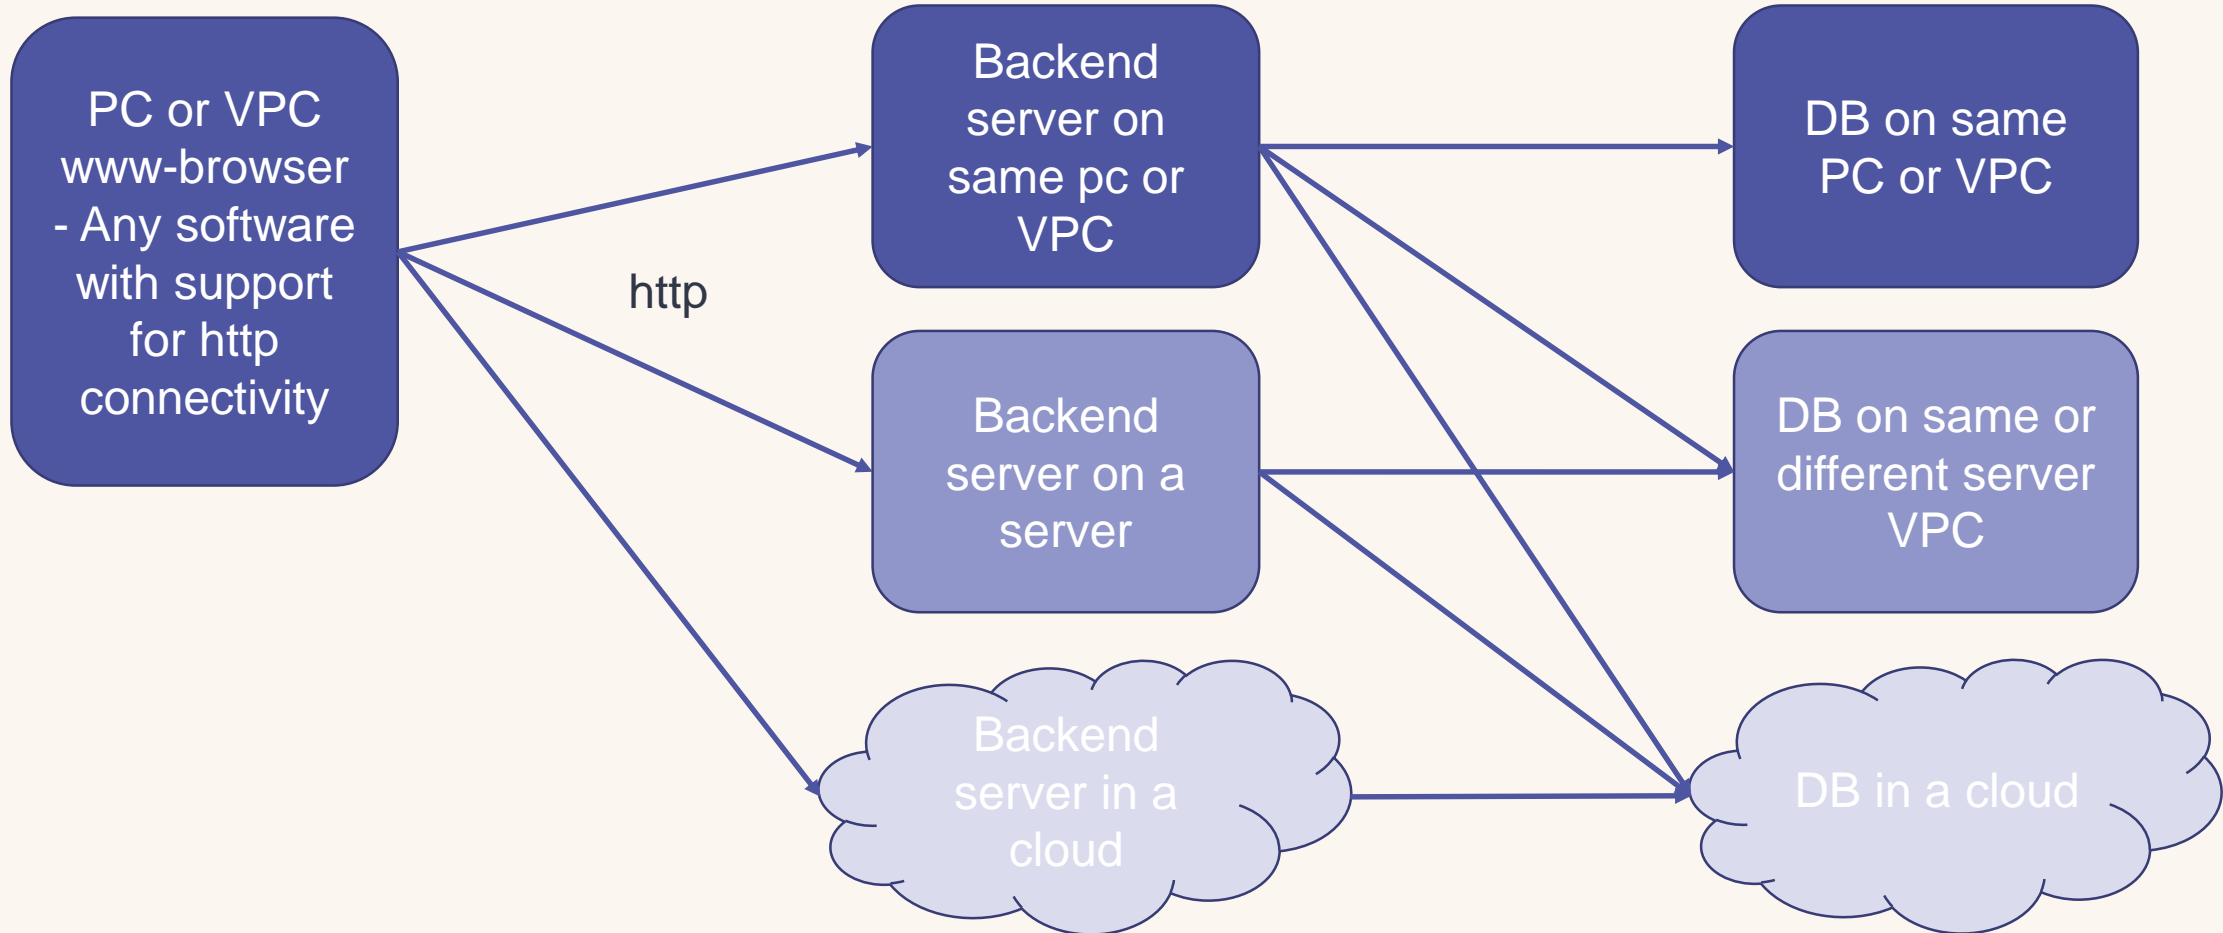 PC or VPC
www-browser
- Any software
with support
for http
connectivity
http
Backend
server on
same pc or
VPC
Backend
server on a
server
Backend
server in a
cloud
DB on same
PC or VPC
DB on same or
different server
VPC
DB in a cloud